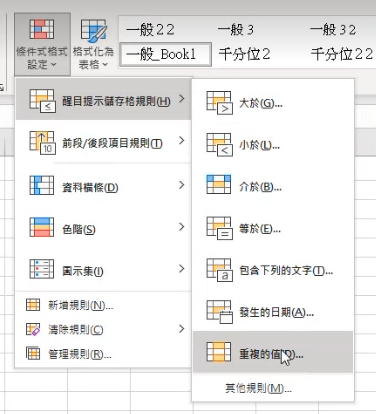 條件式格式
設定
格式化為
表格
一般 2 2
一般 3
一般 3 2
一般_Book1
千分位 2
千分位 2 2
醒目提示儲存格規則(H)
前段/後段項目規則(T)
資料橫條(D)
色階(S)
圖示集(I)
新增規則(N)...
清除規則(C)
管理規則(R)...
大於(G)...
小於(L)...
介於(B)...
等於(E)...
包含下列的文字(T)...
發生的日期(A)...
重複的值(D)...
其他規則(M)...